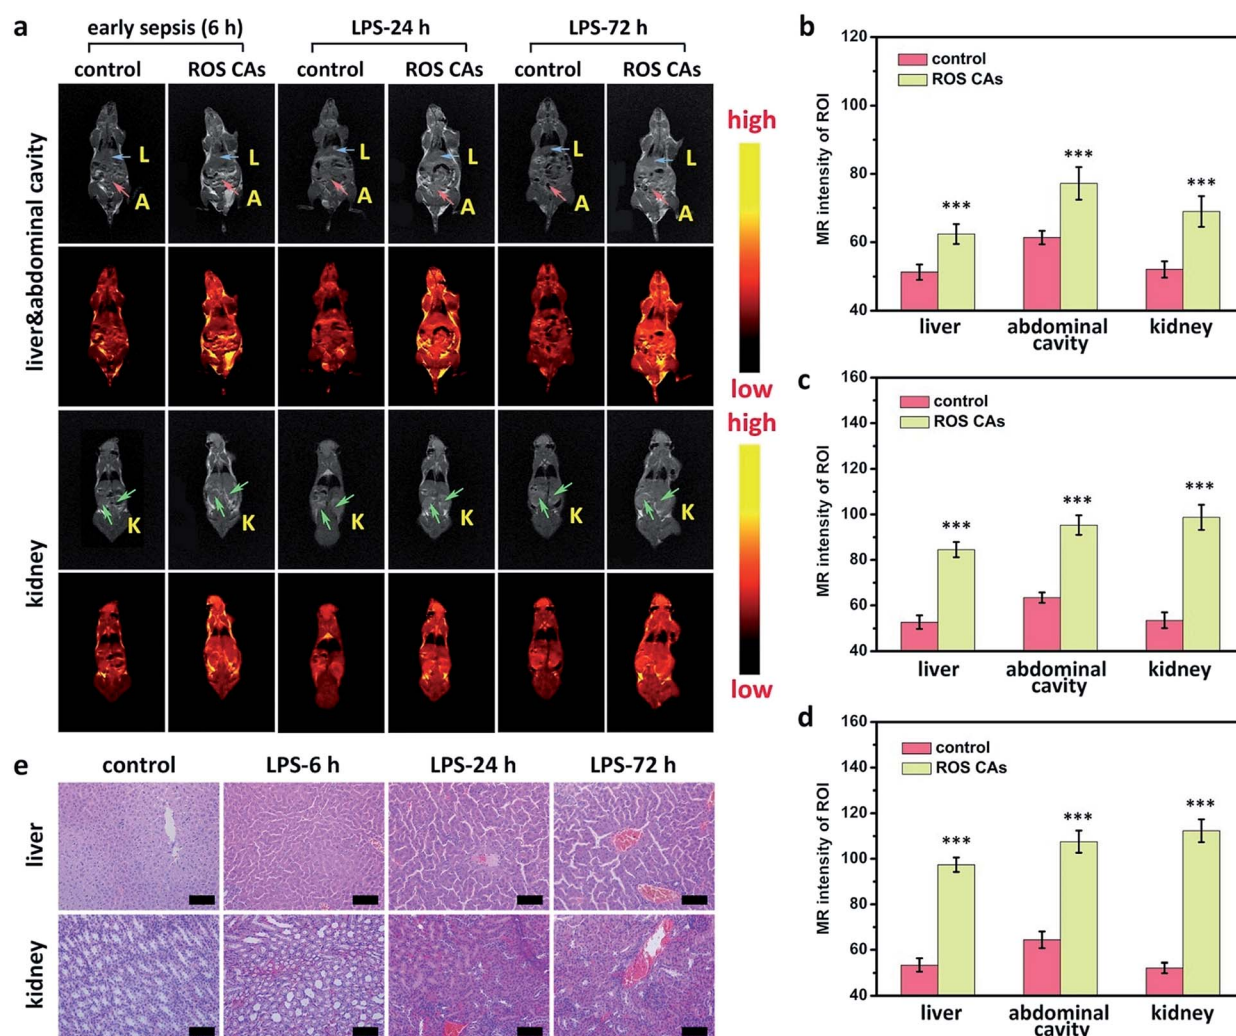 a
early sepsis (6 h) LPS-24 h LPS-72 h
control ROS CAs control ROS CAs control ROS CAs
liver&abdominal cavity
L L L L L L
A A A A A A
high
low
kidney
K K K K K K
high
low
b
120
100
80
60
40
MR intensity of ROI
control
ROS CAs
*** *** ***
liver abdominal cavity kidney
c
160
140
120
100
80
60
40
MR intensity of ROI
control
ROS CAs
*** *** ***
liver abdominal cavity kidney
d
160
140
120
100
80
60
40
MR intensity of ROI
control
ROS CAs
*** *** ***
liver abdominal cavity kidney
e
control LPS-6 h LPS-24 h LPS-72 h
liver
kidney